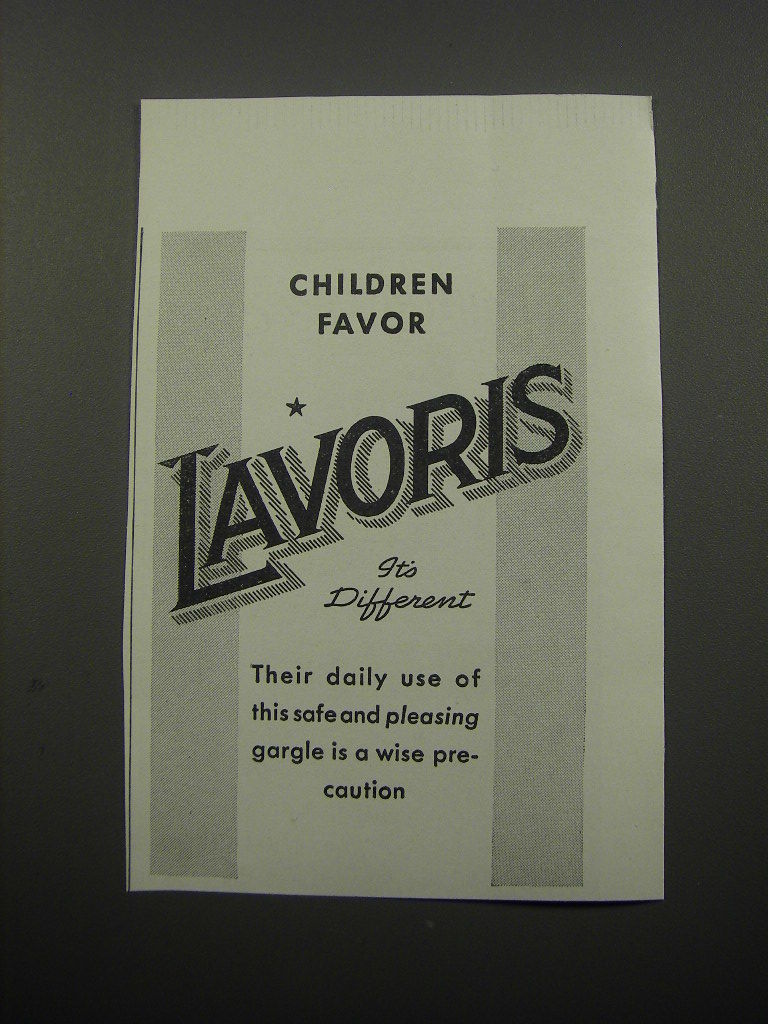 CHILDREN
FAVOR
LAVORIS
It's
Different
Their daily use of
this safe and pleasing
gargle is a wise pre-
caution